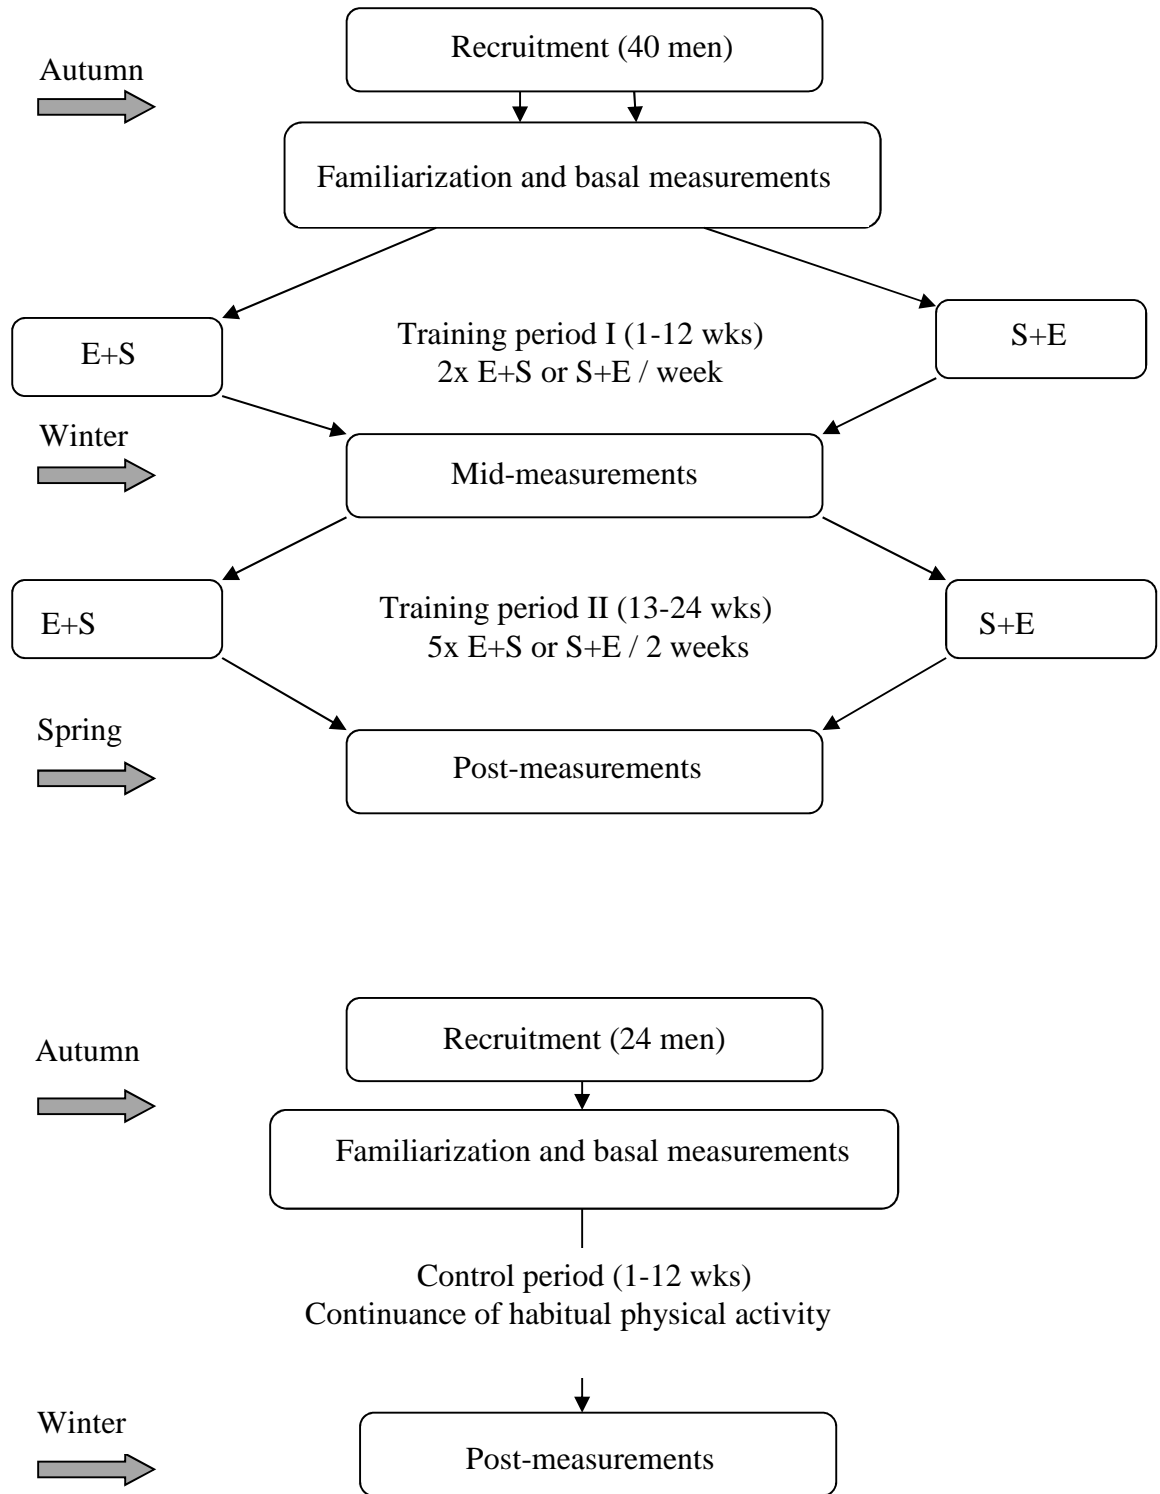 Recruitment (40 men)
Autumn
Familiarization and basal measurements
E+S
Training period I (1-12 wks)
2x E+S or S+E / week
S+E
Winter
Mid-measurements
E+S
Training period II (13-24 wks)
5x E+S or S+E / 2 weeks
S+E
Spring
Post-measurements
Recruitment (24 men)
Autumn
Familiarization and basal measurements
Control period (1-12 wks)
Continuance of habitual physical activity
Winter
Post-measurements